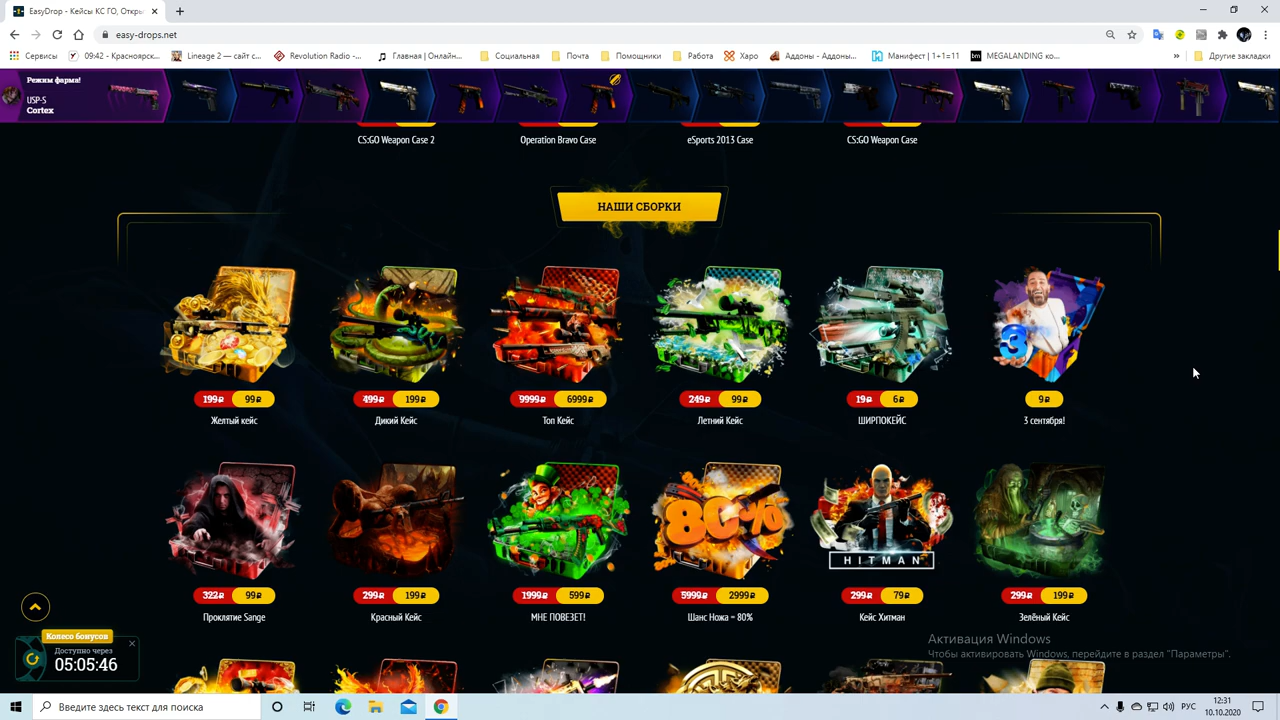 EasyDrop - Кейсы КС ГО, Откры
easy-drops.net
Сервисы
09:42 - Красноярск...
Lineage 2 — сайт с...
Revolution Radio -...
Главная | Онлайн...
Социальная
Почта
Помощники
Работа
Харо
Аддоны - Аддоны...
Манифест | 1+1=11
MEGALANDING ко...
»
Другие закладки
Режим фарма!
USP-S
Cortex
CS:GO Weapon Case 2
Operation Bravo Case
eSports 2013 Case
CS:GO Weapon Case
НАШИ СБОРКИ
3
199₽ 99₽
499₽ 199₽
9999₽ 6999₽
249₽ 99₽
19₽ 6₽
9₽
Желтый кейс
Дикий Кейс
Топ Кейс
Летний Кейс
ШИРПОКЕЙС
3 сентября!
80%
HITMAN
322₽ 99₽
299₽ 199₽
1999₽ 599₽
5999₽ 2999₽
299₽ 79₽
299₽ 199₽
Проклятие Sange
Красный Кейс
МНЕ ПОВЕЗЕТ!
Шанс Ножа = 80%
Кейс Хитман
Зелёный Кейс
Колесо бонусов
Доступно через
05:05:46
Активация Windows
Чтобы активировать Windows, перейдите в раздел "Параметры".
Введите здесь текст для поиска
РУС
12:31
10.10.2020